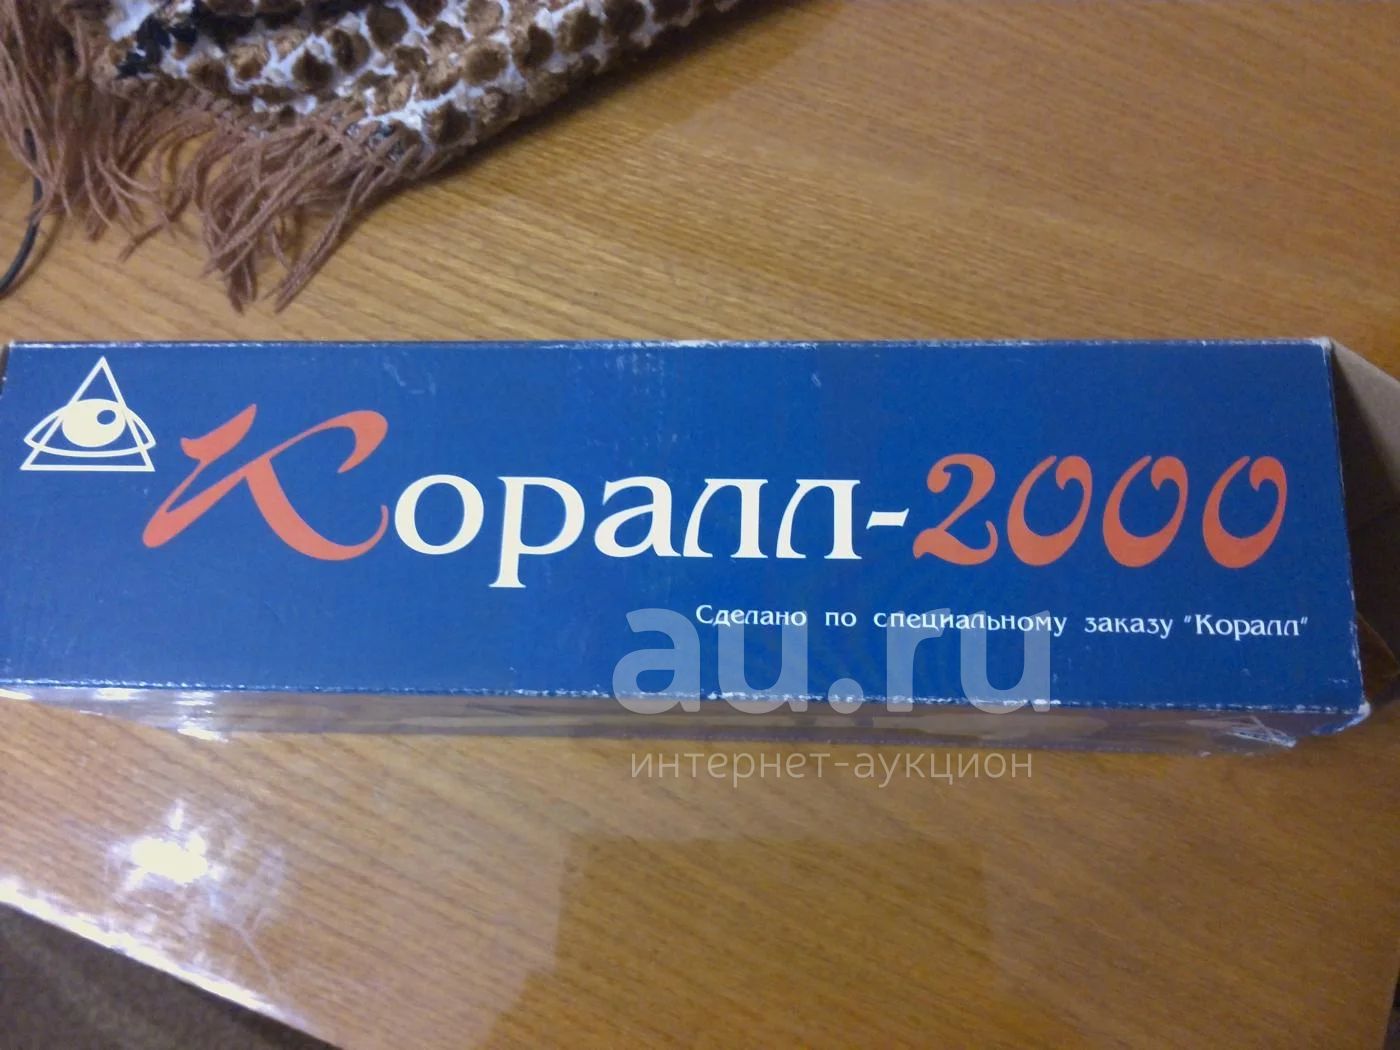 Коралл-2000
Сделано по специальному заказу "Коралл"
au.ru
интернет-аукцион